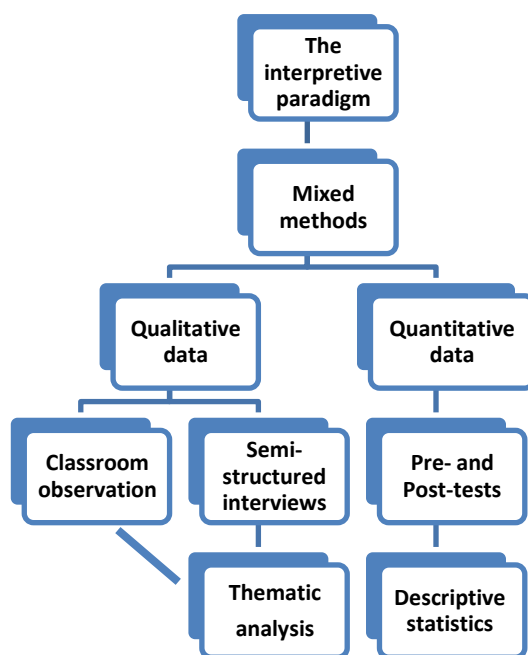 The
interpretive
paradigm
Mixed
methods
Qualitative
data
Quantitative
data
Classroom
observation
Semi-
structured
interviews
Pre- and
Post-tests
Thematic
analysis
Descriptive
statistics